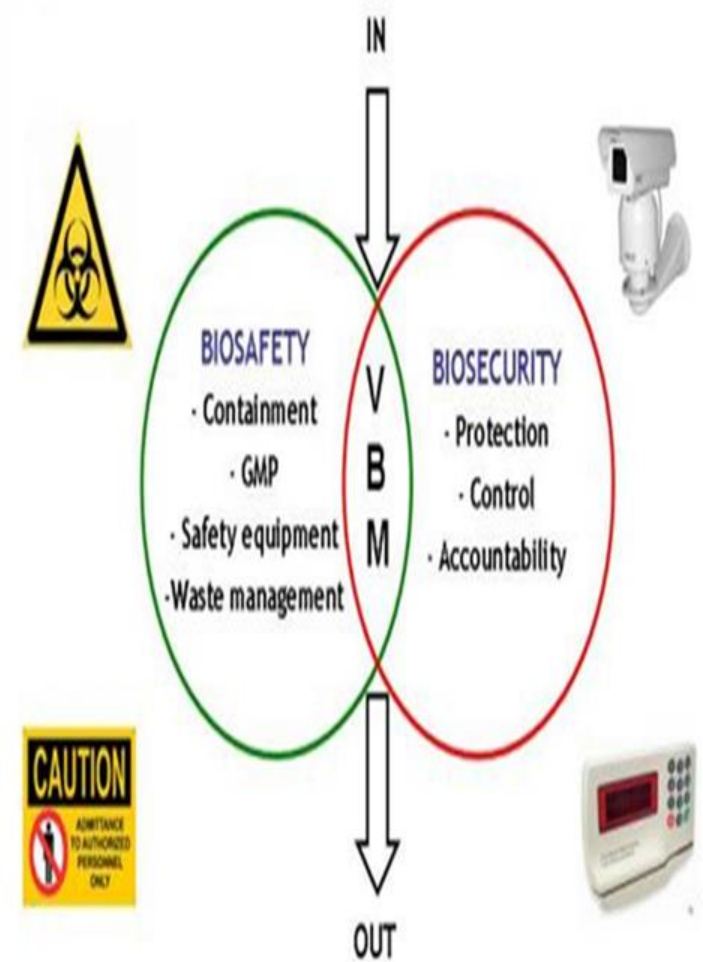 IN
BIOSAFETY
· Containment
· GMP
· Safety equipment
·Waste management
V
B
M
BIOSECURITY
· Protection
· Control
· Accountability
CAUTION
ADMITTANCE
TO AUTHORIZED
PERSONNEL
ONLY
OUT